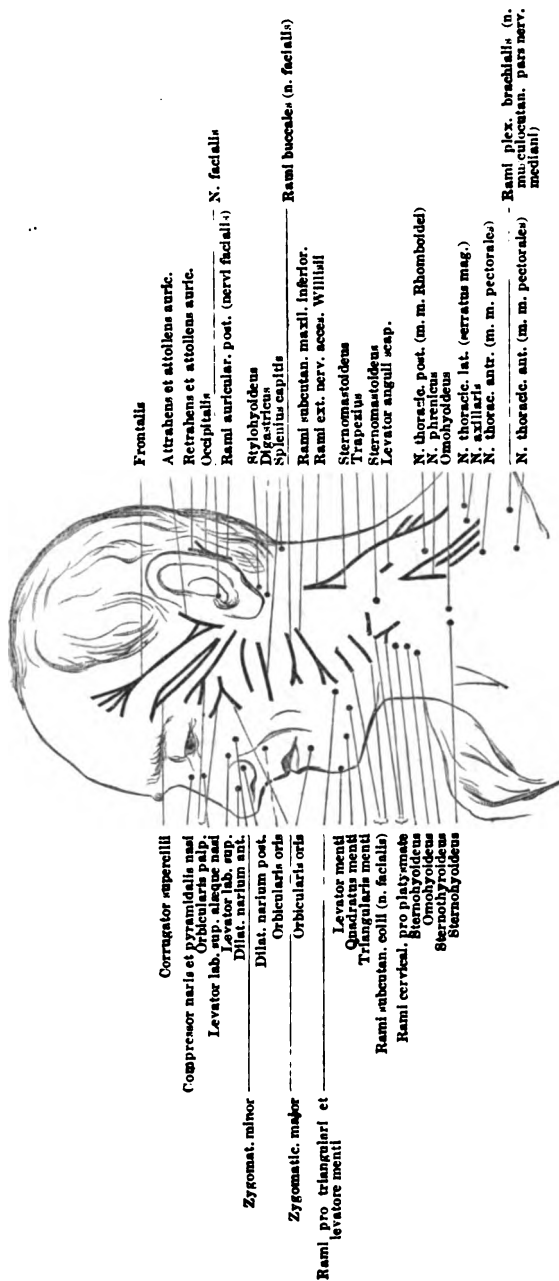 Frontalis
Attrahens et attollens auric.
Retrahens et attollens auric.
Occipitalis
N. facialis
Rami auricular. post. (nervi facialis)
Stylohyoideus
Digastricus
Splenius capitis
Rami buccales (n. facialis)
Rami subcutan. maxil. inferior.
Rami ext. nerv. acces. Willisii
Sternomastoideus
Trapezius
Sternomastoideus
Levator anguli scap.
N. thoracic. post. (m. m. Rhomboidei)
N. phrenicus
Omohyoideus
N. thoracic. lat. (serratus mag.)
N. axillaris
N. thorac. antr. (m. m. pectorales)
Rami plex. brachialis (n.
musculocutan. pars nerv.
mediani)
N. thoracic. ant. (m. m. pectorales)
Corrugator supercilii
Compressor naris et pyramidalis nasi
Orbicularis palp.
Levator lab. sup. alæque nasi
Levator lab. sup.
Dilat. narium ant.
Zygomat. minor
Dilat. narium post.
Orbicularis oris
Zygomatic. major
Orbicularis oris
Rami pro triangulari et
levatore menti
Levator menti
Quadratus menti
Triangularis menti
Rami subcutan. colli (n. facialis)
Rami cervical. pro platysmate
Sternohyoideus
Omohyoideus
Sternothyroideus
Sternohyoideus